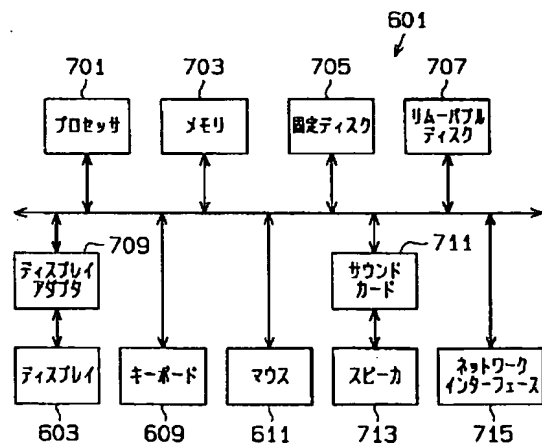 601
701
703
705
707
プロセッサ
メモリ
固定ディスク
リムーバブル
ディスク
709
711
ディスプレイ
アダプタ
サウンド
カード
ディスプレイ
キーボード
マウス
スピーカ
ネットワーク
インターフェース
603
609
611
713
715